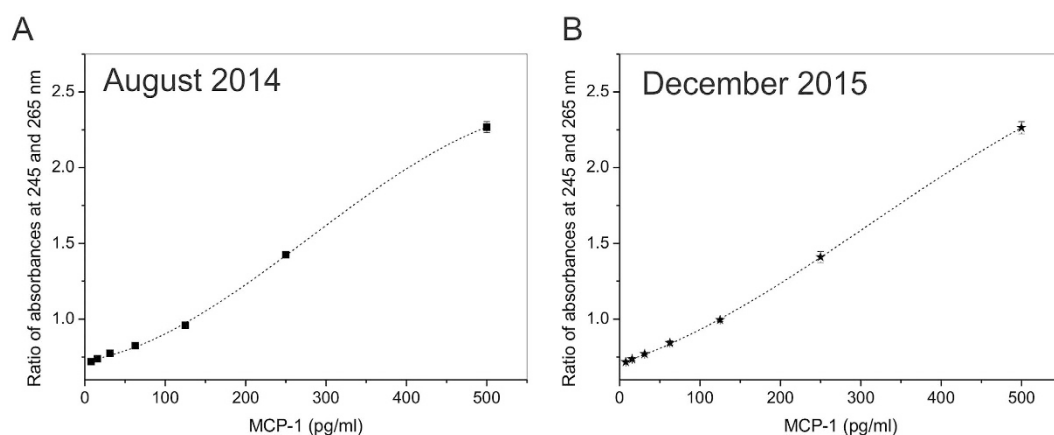 A
August 2014
Ratio of absorbances at 245 and 265 nm
2.5
2.0
1.5
1.0
0 100 200 300 400 500
MCP-1 (pg/ml)
B
December 2015
Ratio of absorbances at 245 and 265 nm
2.5
2.0
1.5
1.0
0 100 200 300 400 500
MCP-1 (pg/ml)